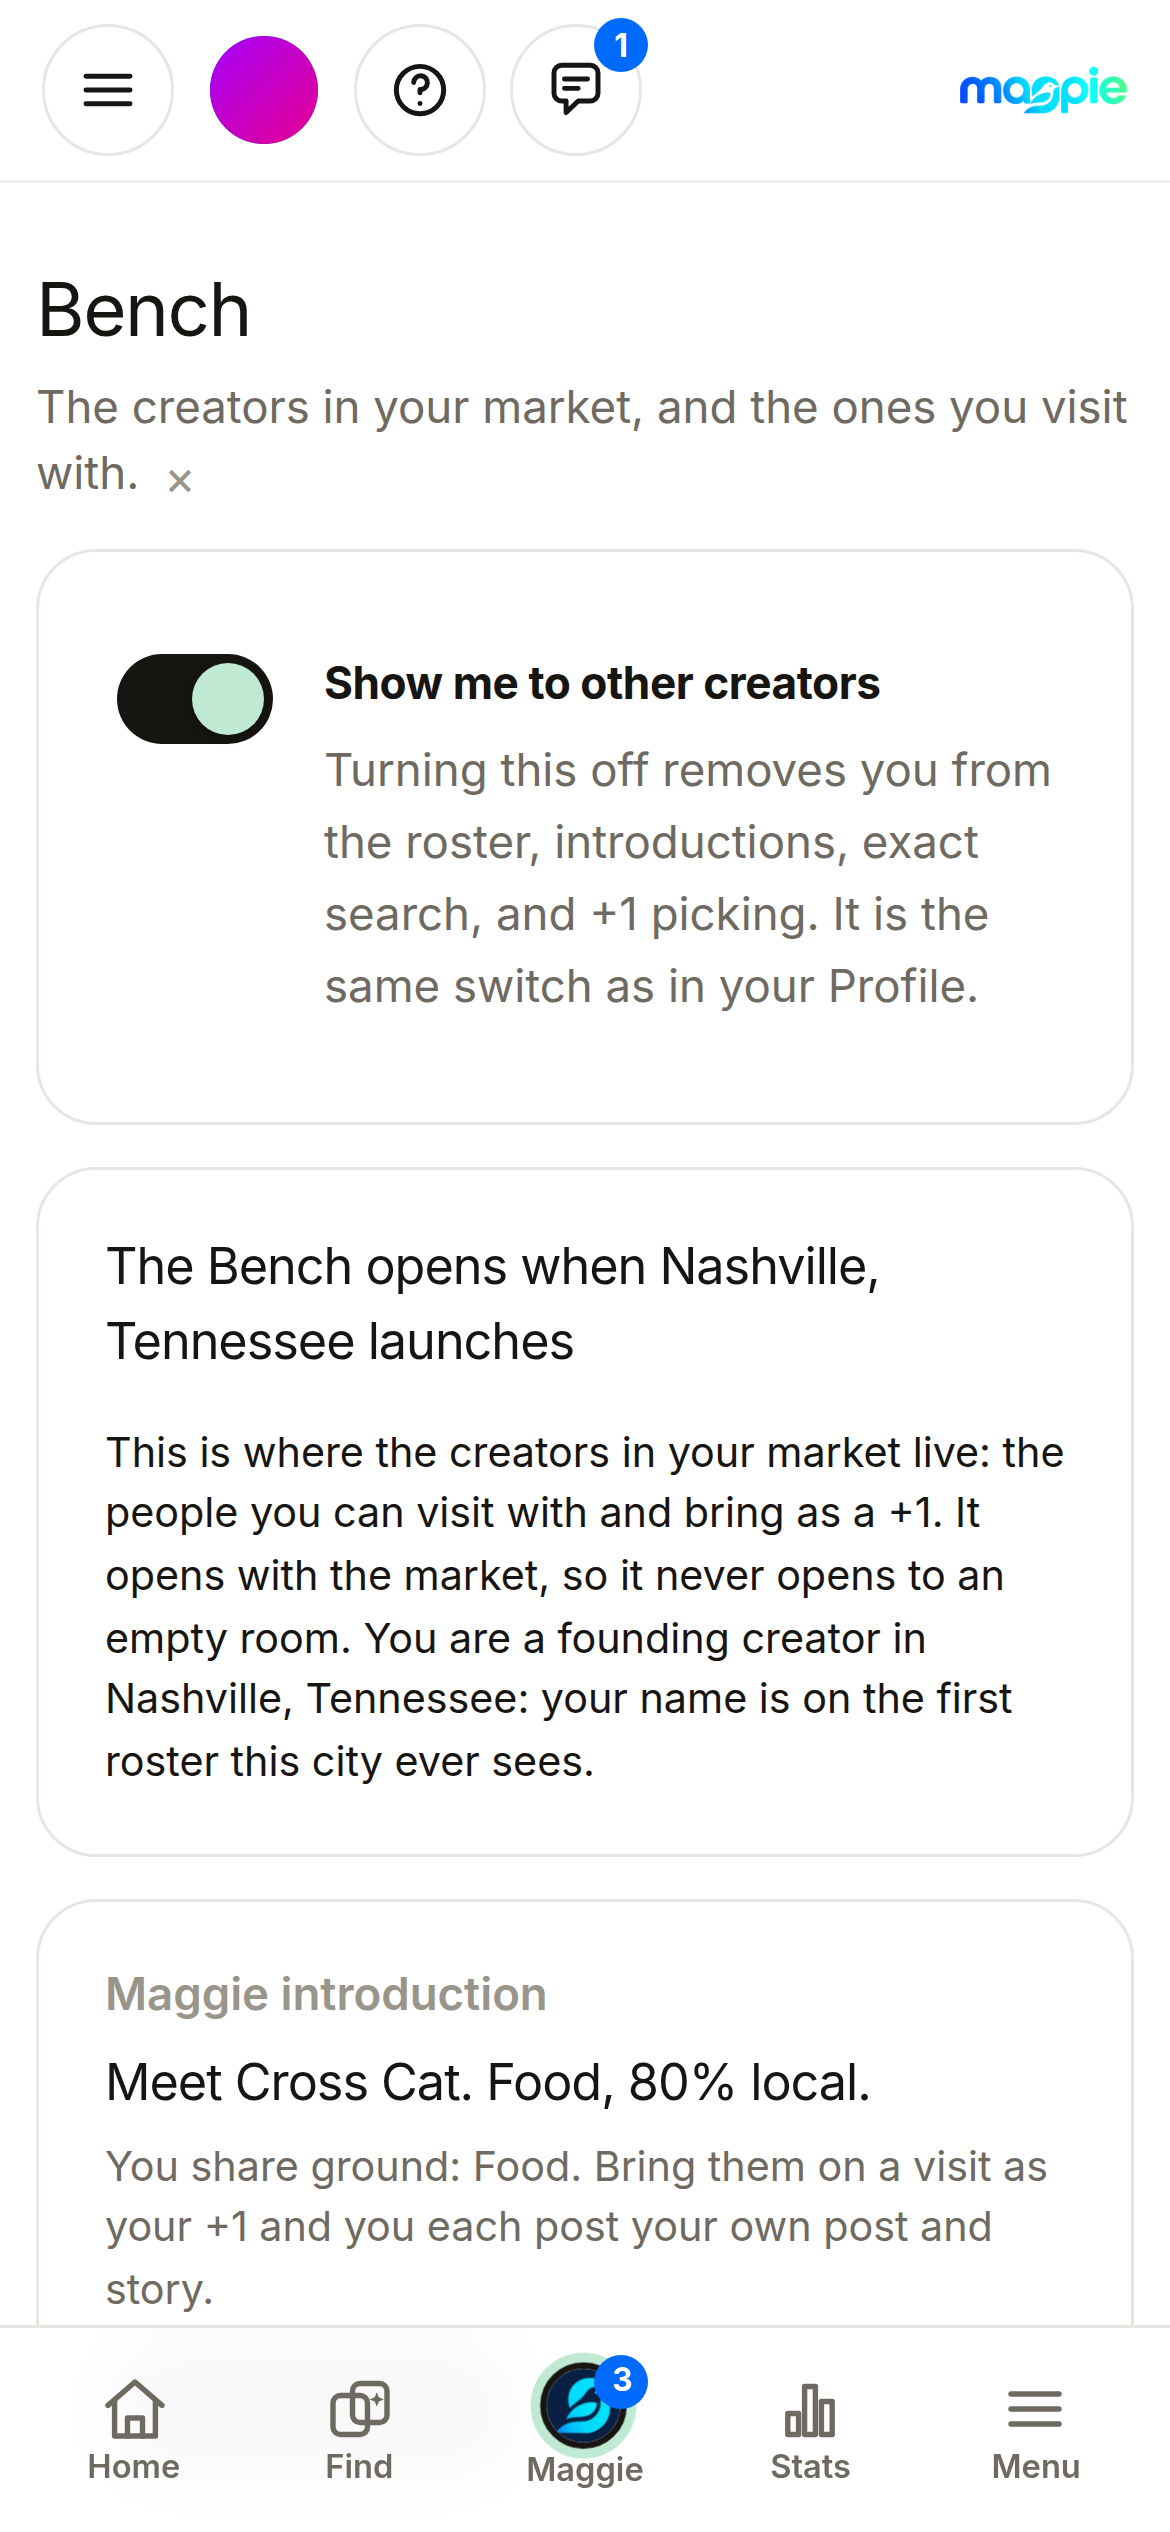 1
magpie
Bench
The creators in your market, and the ones you visit
with. ×
Show me to other creators
Turning this off removes you from
the roster, introductions, exact
search, and +1 picking. It is the
same switch as in your Profile.
The Bench opens when Nashville,
Tennessee launches
This is where the creators in your market live: the
people you can visit with and bring as a +1. It
opens with the market, so it never opens to an
empty room. You are a founding creator in
Nashville, Tennessee: your name is on the first
roster this city ever sees.
Maggie introduction
Meet Cross Cat. Food, 80% local.
You share ground: Food. Bring them on a visit as
your +1 and you each post your own post and
story.
3
Home Find Maggie Stats Menu